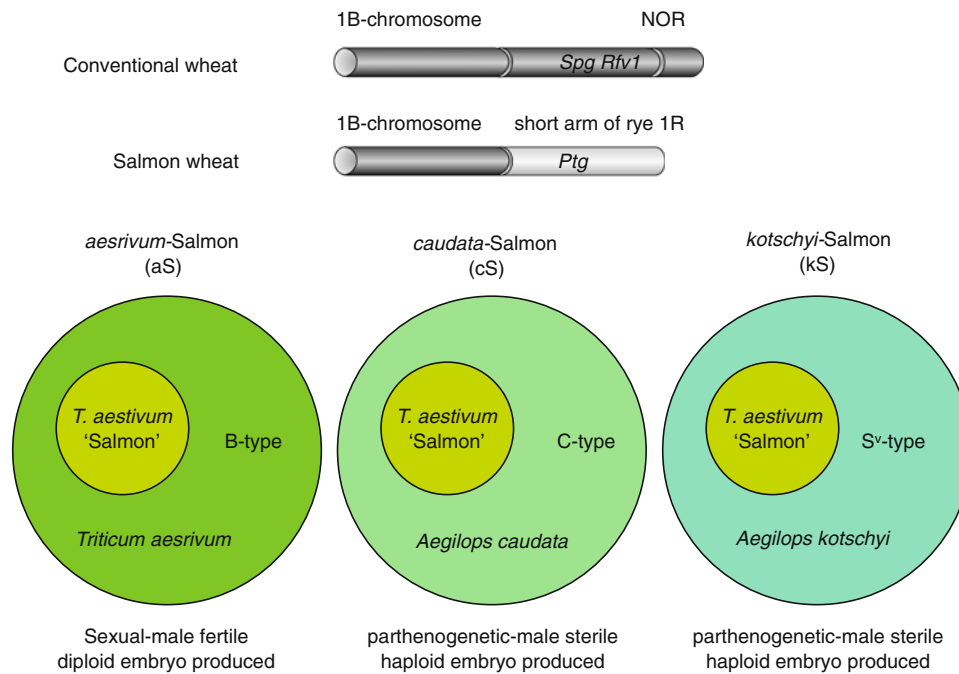 1B-chromosome NOR
Conventional wheat Spg Rfv1
1B-chromosome short arm of rye 1R
Salmon wheat Ptg
aesrivum-Salmon
(aS)
caudata-Salmon
(cS)
kotschyi-Salmon
(kS)
T. aestivum
'Salmon'
B-type
Triticum aesrivum
T. aestivum
'Salmon'
C-type
Aegilops caudata
T. aestivum
'Salmon'
Sᵛ-type
Aegilops kotschyi
Sexual-male fertile
diploid embryo produced
parthenogenetic-male sterile
haploid embryo produced
parthenogenetic-male sterile
haploid embryo produced